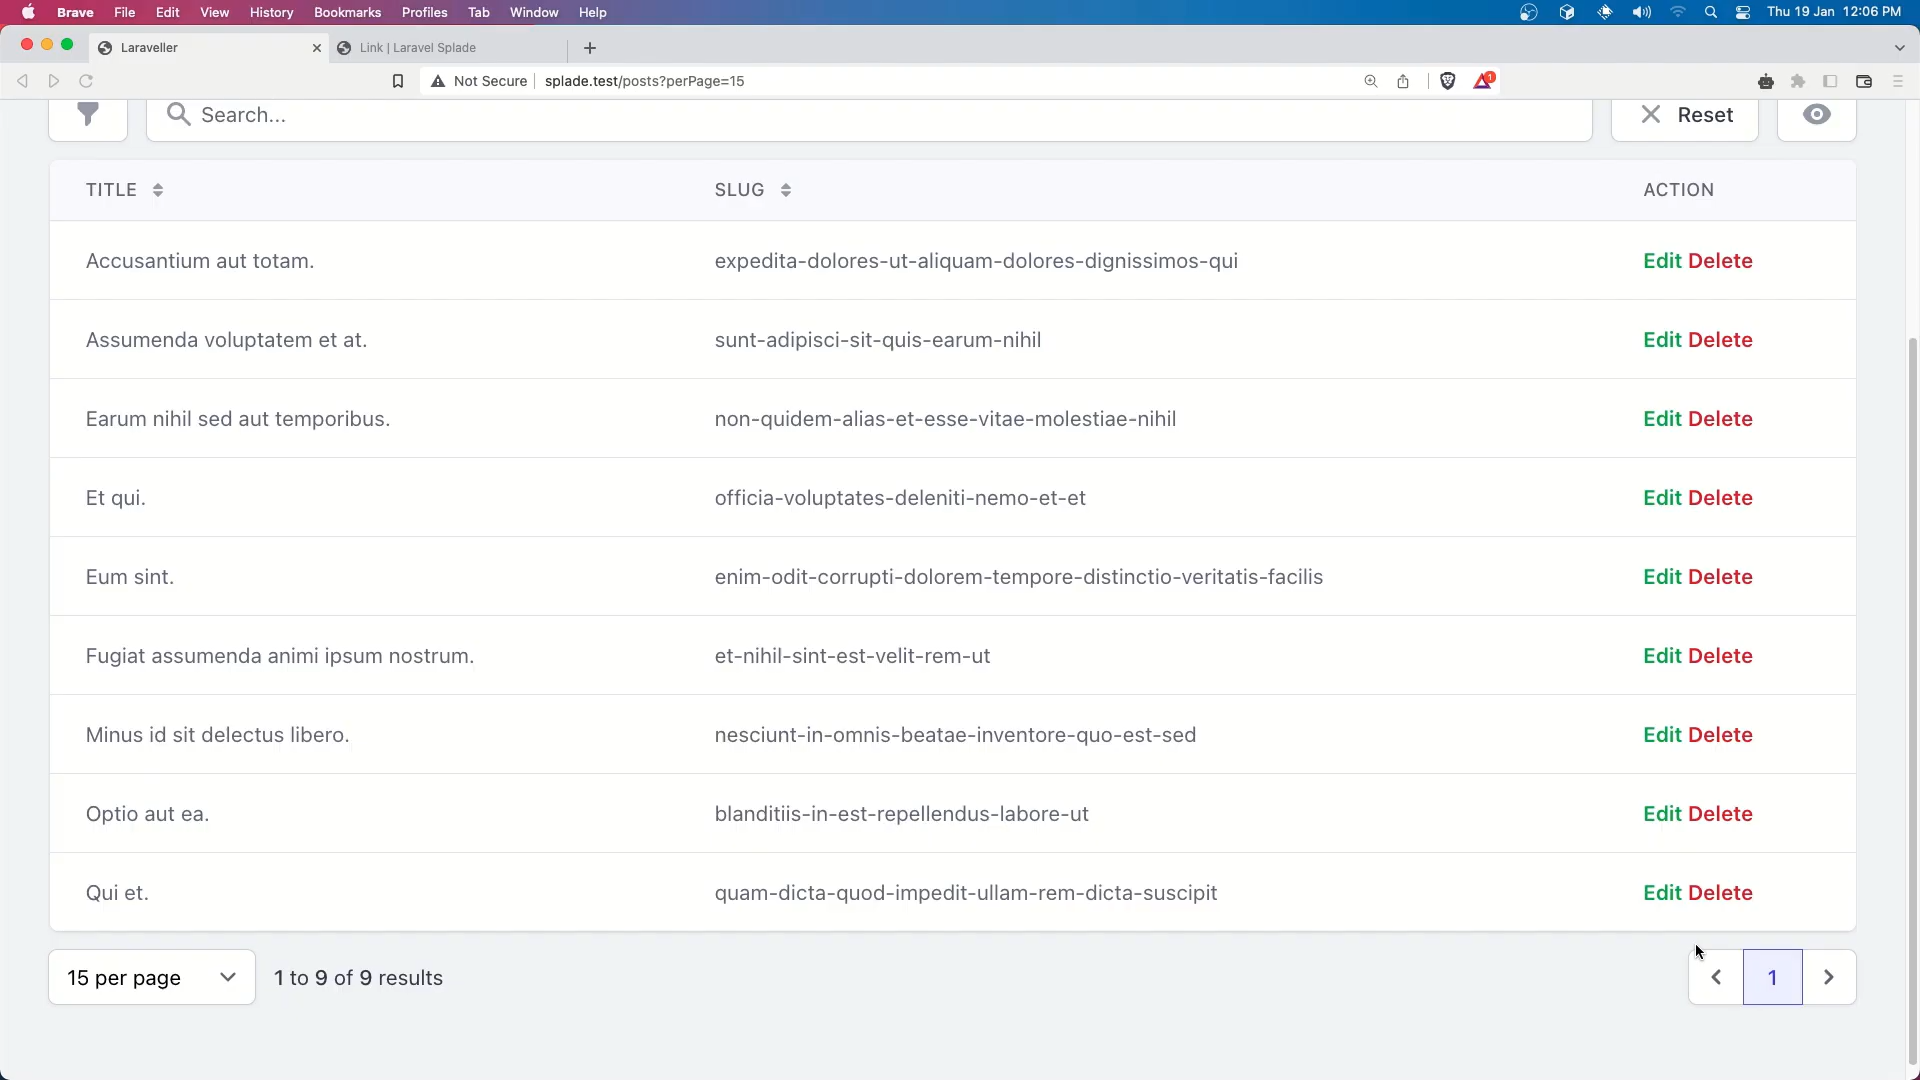 Brave File Edit View History Bookmarks Profiles Tab Window Help Thu 19 Jan 12:06 PM
Laraveller Link | Laravel Splade
Not Secure splade.test/posts?perPage=15 1
Search... Reset
TITLE SLUG ACTION
Accusantium aut totam. expedita-dolores-ut-aliquam-dolores-dignissimos-qui Edit Delete
Assumenda voluptatem et at. sunt-adipisci-sit-quis-earum-nihil Edit Delete
Earum nihil sed aut temporibus. non-quidem-alias-et-esse-vitae-molestiae-nihil Edit Delete
Et qui. officia-voluptates-deleniti-nemo-et-et Edit Delete
Eum sint. enim-odit-corrupti-dolorem-tempore-distinctio-veritatis-facilis Edit Delete
Fugiat assumenda animi ipsum nostrum. et-nihil-sint-est-velit-rem-ut Edit Delete
Minus id sit delectus libero. nesciunt-in-omnis-beatae-inventore-quo-est-sed Edit Delete
Optio aut ea. blanditiis-in-est-repellendus-labore-ut Edit Delete
Qui et. quam-dicta-quod-impedit-ullam-rem-dicta-suscipit Edit Delete
15 per page 1 to 9 of 9 results 1